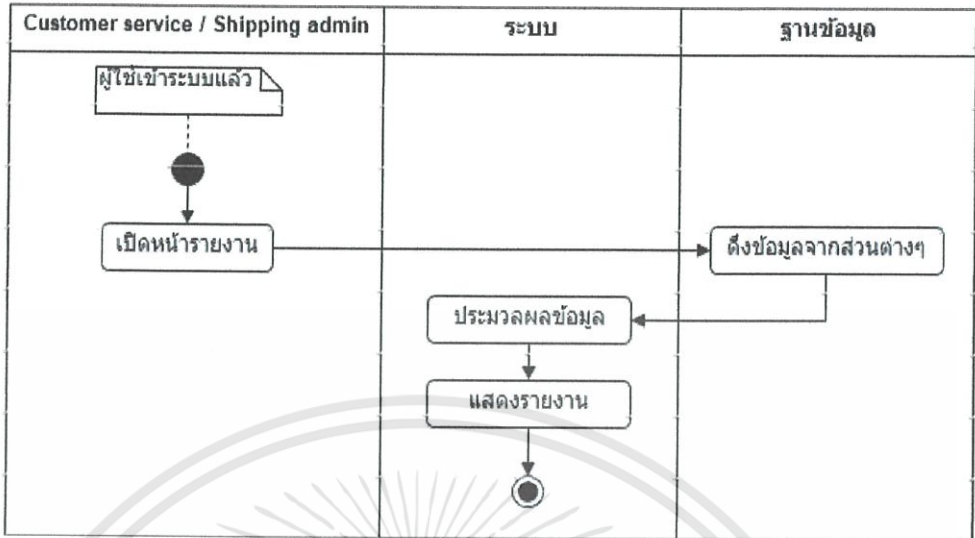 Customer service / Shipping admin
ระบบ
ฐานข้อมูล
ผู้ใช้เข้าระบบแล้ว
เปิดหน้ารายงาน
ดึงข้อมูลจากส่วนต่างๆ
ประมวลผลข้อมูล
แสดงรายงาน